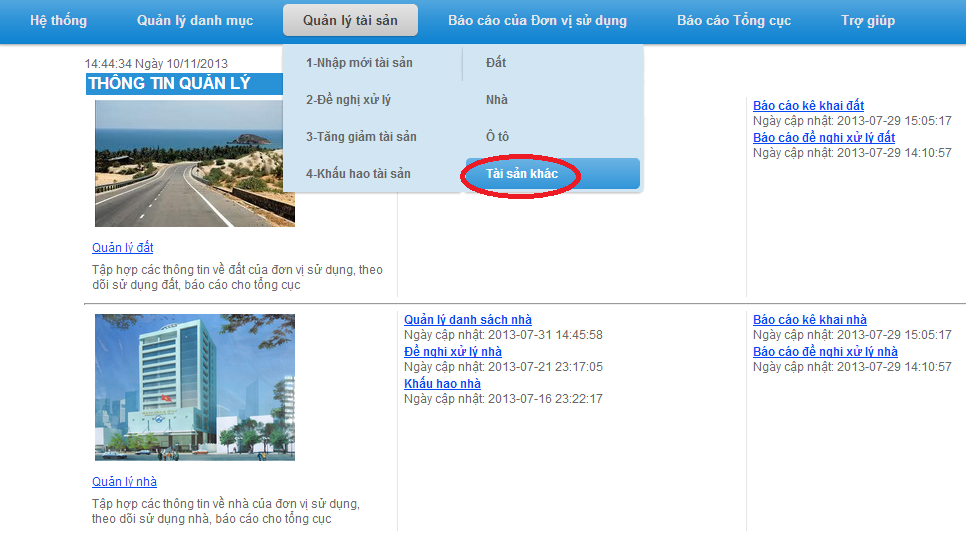 Hệ thống Quản lý danh mục Quản lý tài sản Báo cáo của Đơn vị sử dụng Báo cáo Tổng cục Trợ giúp
1-Nhập mới tài sản
2-Đề nghị xử lý
3-Tăng giảm tài sản
4-Khấu hao tài sản
Đất
Nhà
Ô tô
Tài sản khác
14:44:34 Ngày 10/11/2013
THÔNG TIN QUẢN LÝ
Quản lý đất
Tập hợp các thông tin về đất của đơn vị sử dụng, theo
dõi sử dụng đất, báo cáo cho tổng cục
Báo cáo kê khai đất
Ngày cập nhật: 2013-07-29 15:05:17
Báo cáo đề nghị xử lý đất
Ngày cập nhật: 2013-07-29 14:10:57
Quản lý nhà
Tập hợp các thông tin về nhà của đơn vị sử dụng,
theo dõi sử dụng nhà, báo cáo cho tổng cục
Quản lý danh sách nhà
Ngày cập nhật: 2013-07-31 14:45:58
Đề nghị xử lý nhà
Ngày cập nhật: 2013-07-21 23:17:05
Khấu hao nhà
Ngày cập nhật: 2013-07-16 23:22:17
Báo cáo kê khai nhà
Ngày cập nhật: 2013-07-29 15:05:17
Báo cáo đề nghị xử lý nhà
Ngày cập nhật: 2013-07-29 14:10:57